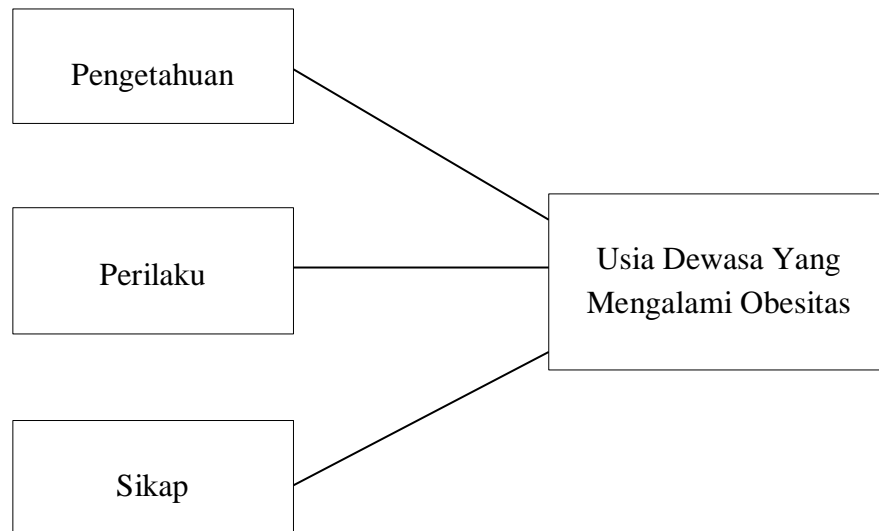 Pengetahuan
Perilaku
Usia Dewasa Yang
Mengalami Obesitas
Sikap